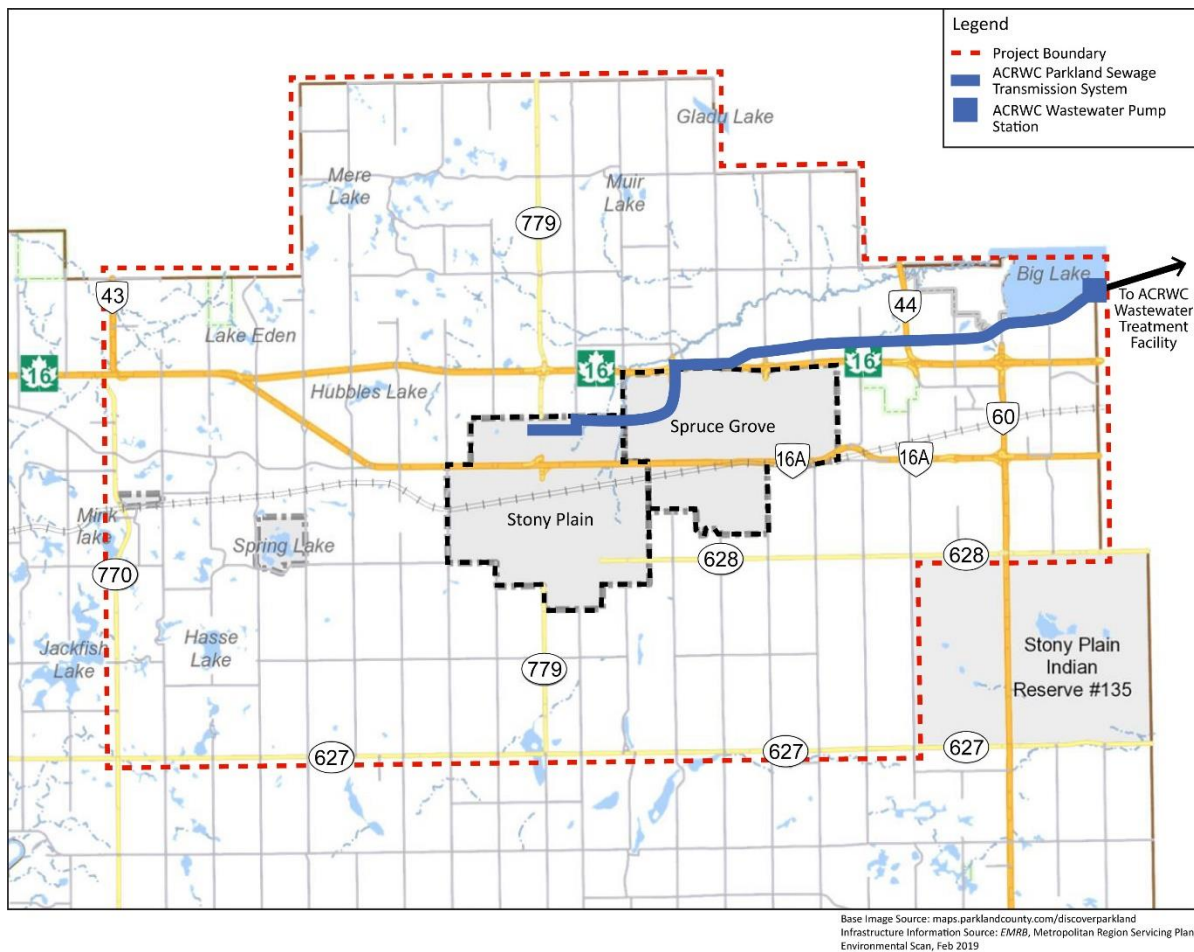 Legend
Project Boundary
ACRWC Parkland Sewage
Transmission System
ACRWC Wastewater Pump
Station
Gladu Lake
Mere
Lake
Muir
Lake
779
Big Lake
43
44
To ACRWC
Wastewater
Treatment
Facility
Lake Eden
16
16
16
Hubbles Lake
Spruce Grove
60
16A
16A
Mink
lake
Stony Plain
Spring Lake
628
628
770
Hasse
Lake
Jackfish
Lake
779
Stony Plain
Indian
Reserve #135
627
627
627
Base Image Source: maps.parklandcounty.com/discoverparkland
Infrastructure Information Source: EMRB, Metropolitan Region Servicing Plan
Environmental Scan, Feb 2019